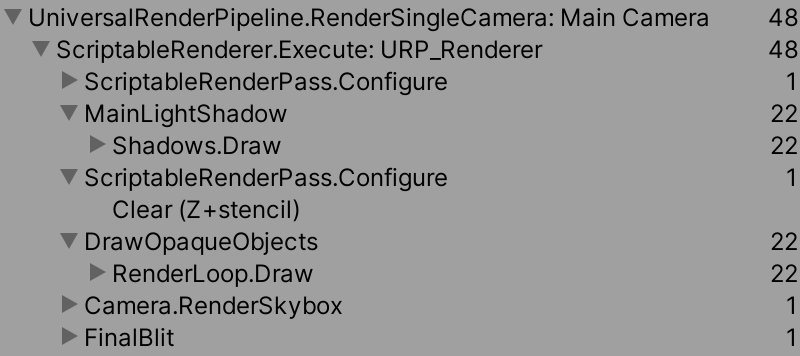 UniversalRenderPipeline.RenderSingleCamera: Main Camera 48
ScriptableRenderer.Execute: URP_Renderer 48
ScriptableRenderPass.Configure 1
MainLightShadow 22
Shadows.Draw 22
ScriptableRenderPass.Configure 1
Clear (Z+stencil)
DrawOpaqueObjects 22
RenderLoop.Draw 22
Camera.RenderSkybox 1
FinalBlit 1